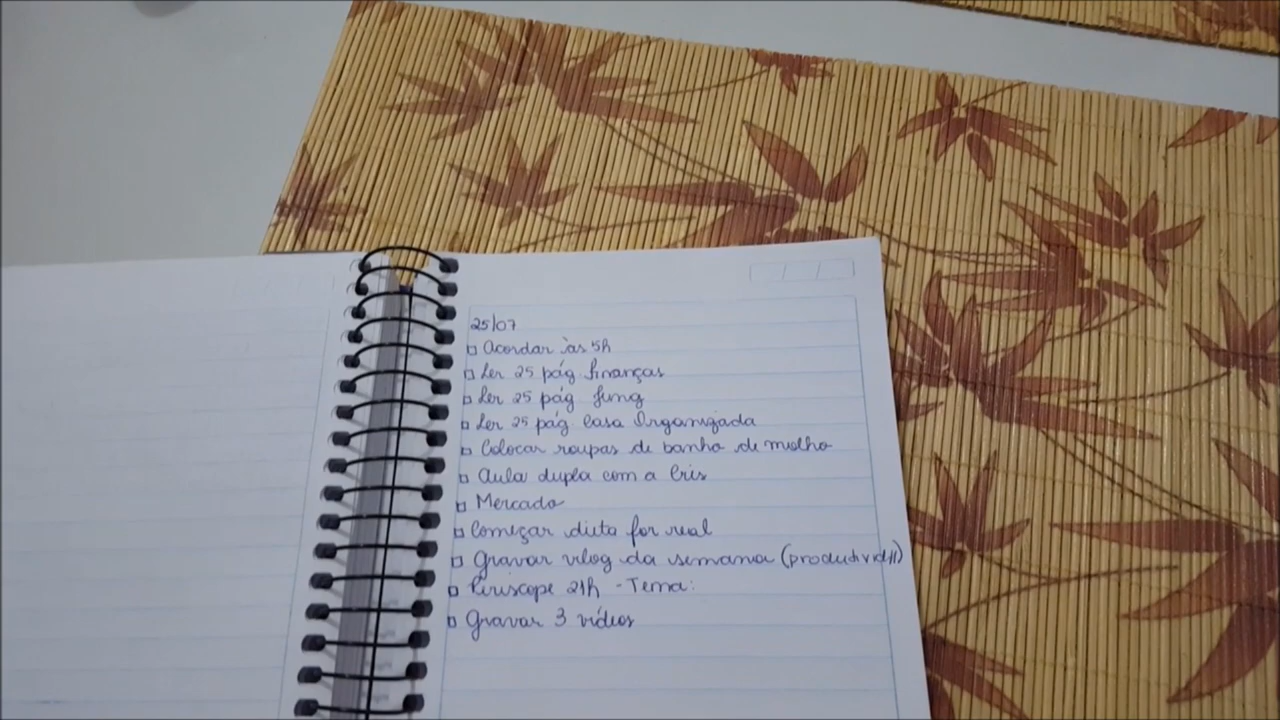 25/07
Acordar às 5h
Ler 25 pág finanças
Ler 25 pág Jung
Ler 25 pág Casa Organizada
Colocar roupas de banho de molho
Aula dupla com a Cris
Mercado
Começar dieta for real
Gravar vlog da semana (produtivid//)
Periscope 21h - Tema:
Gravar 3 vídeos